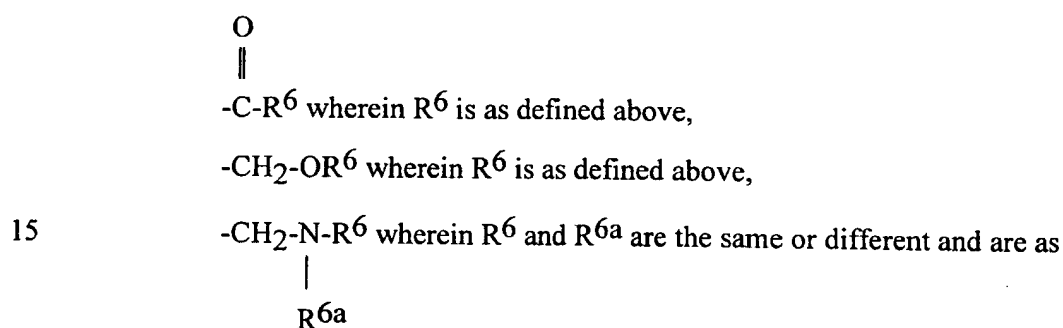 O
||
-C-R6 wherein R6 is as defined above,
-CH2-OR6 wherein R6 is as defined above,
15 -CH2-N-R6 wherein R6 and R6a are the same or different and are as
|
R6a